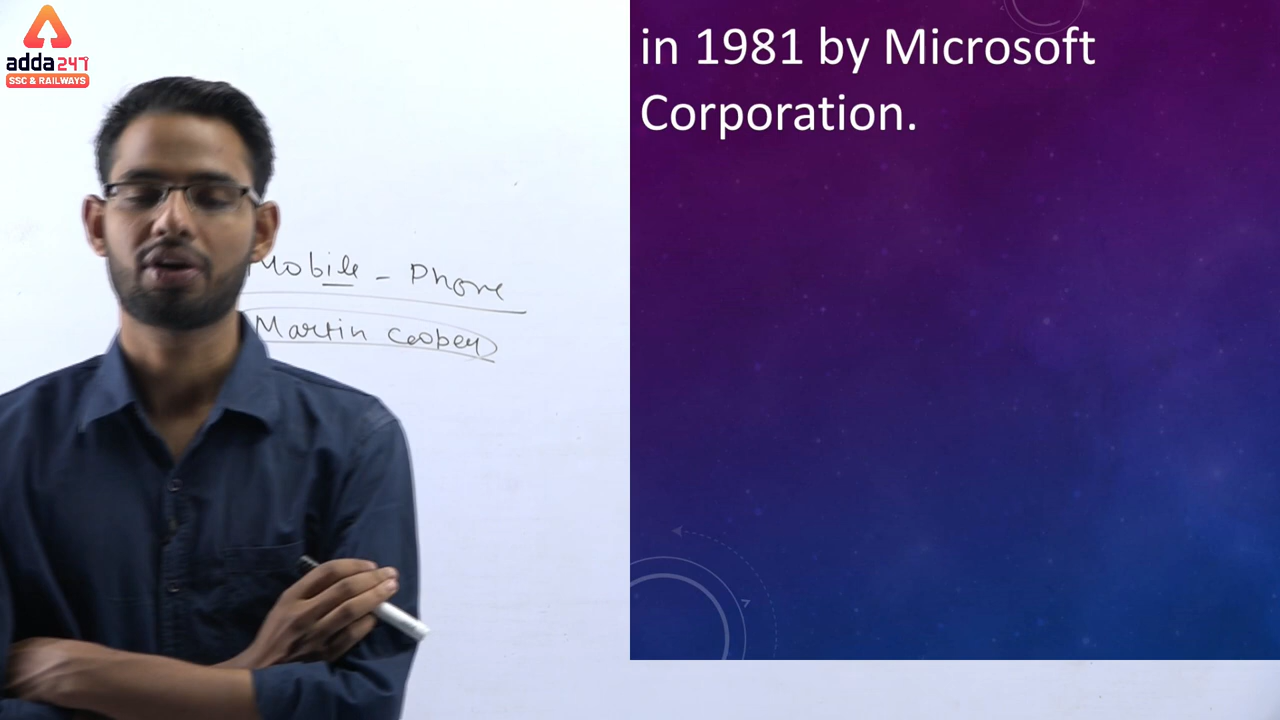 adda247
SSC & RAILWAYS
in 1981 by Microsoft
Corporation.
Mobile - Phone
Martin Cooper